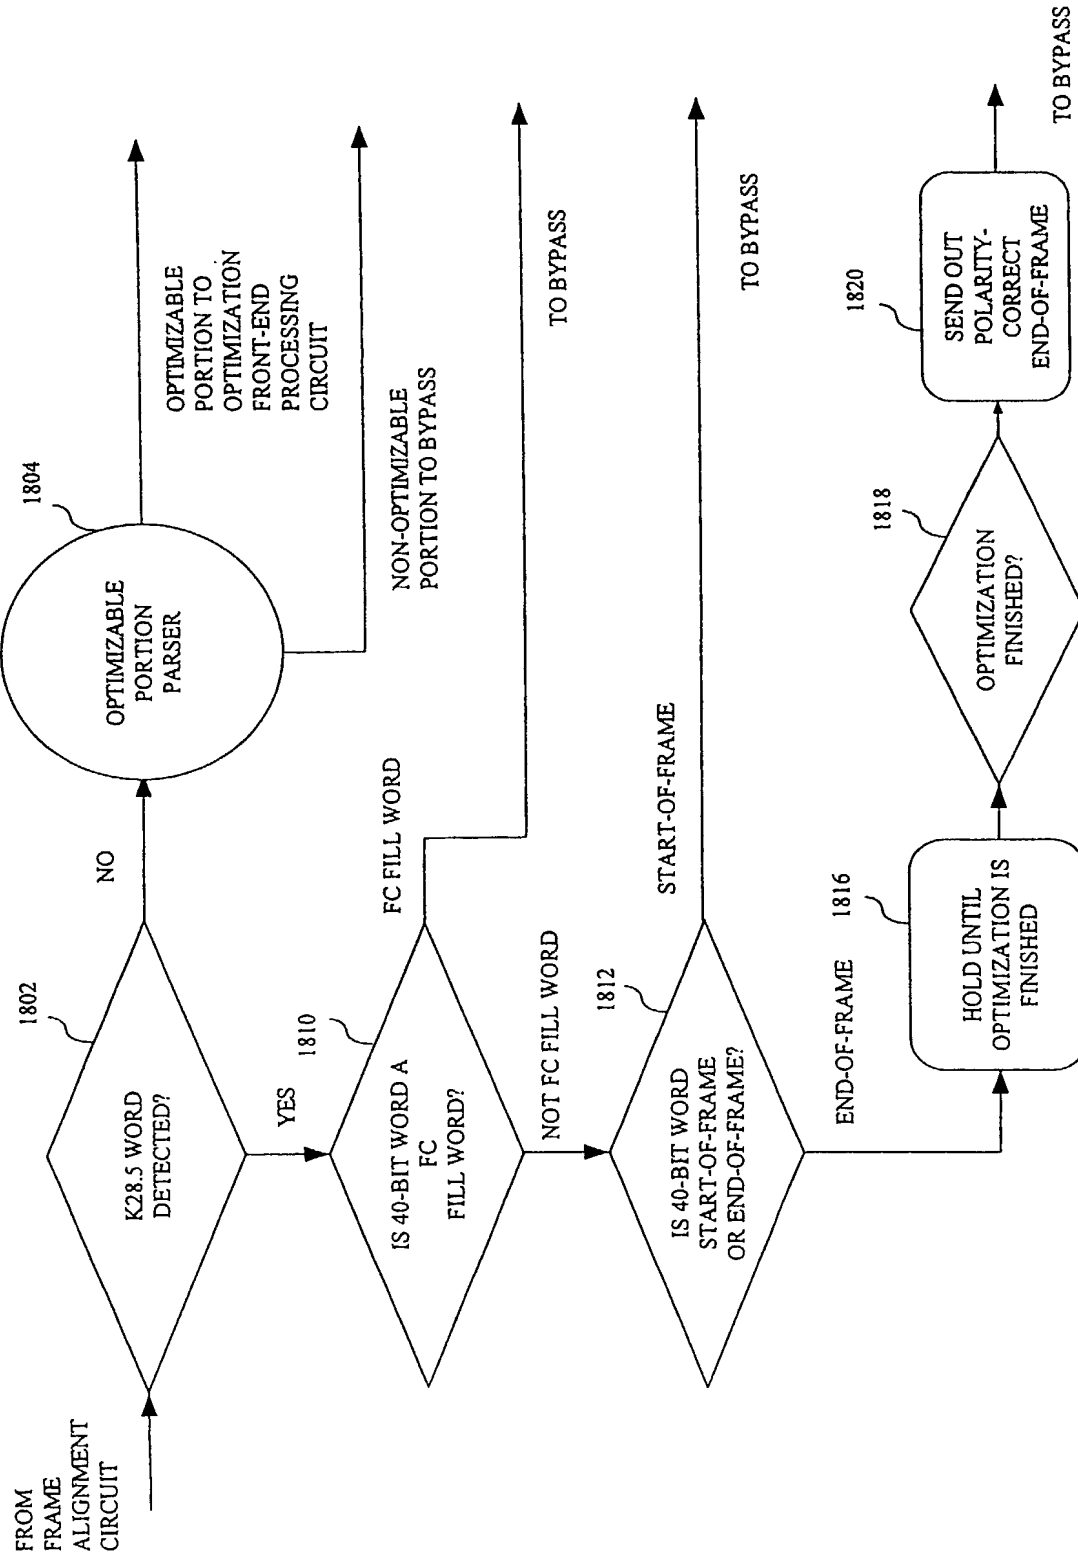 FROM
FRAME
ALIGNMENT
CIRCUIT
1802
K28.5 WORD
DETECTED?
NO
YES
1804
OPTIMIZABLE
PORTION
PARSER
OPTIMIZABLE
PORTION TO
OPTIMIZATION
FRONT-END
PROCESSING
CIRCUIT
NON-OPTIMIZABLE
PORTION TO BYPASS
1810
IS 40-BIT WORD A
FC
FILL WORD?
FC FILL WORD
TO BYPASS
NOT FC FILL WORD
1812
IS 40-BIT WORD
START-OF-FRAME
OR END-OF-FRAME?
START-OF-FRAME
TO BYPASS
END-OF-FRAME
1816
HOLD UNTIL
OPTIMIZATION IS
FINISHED
1818
OPTIMIZATION
FINISHED?
1820
SEND OUT
POLARITY-
CORRECT
END-OF-FRAME
TO BYPASS